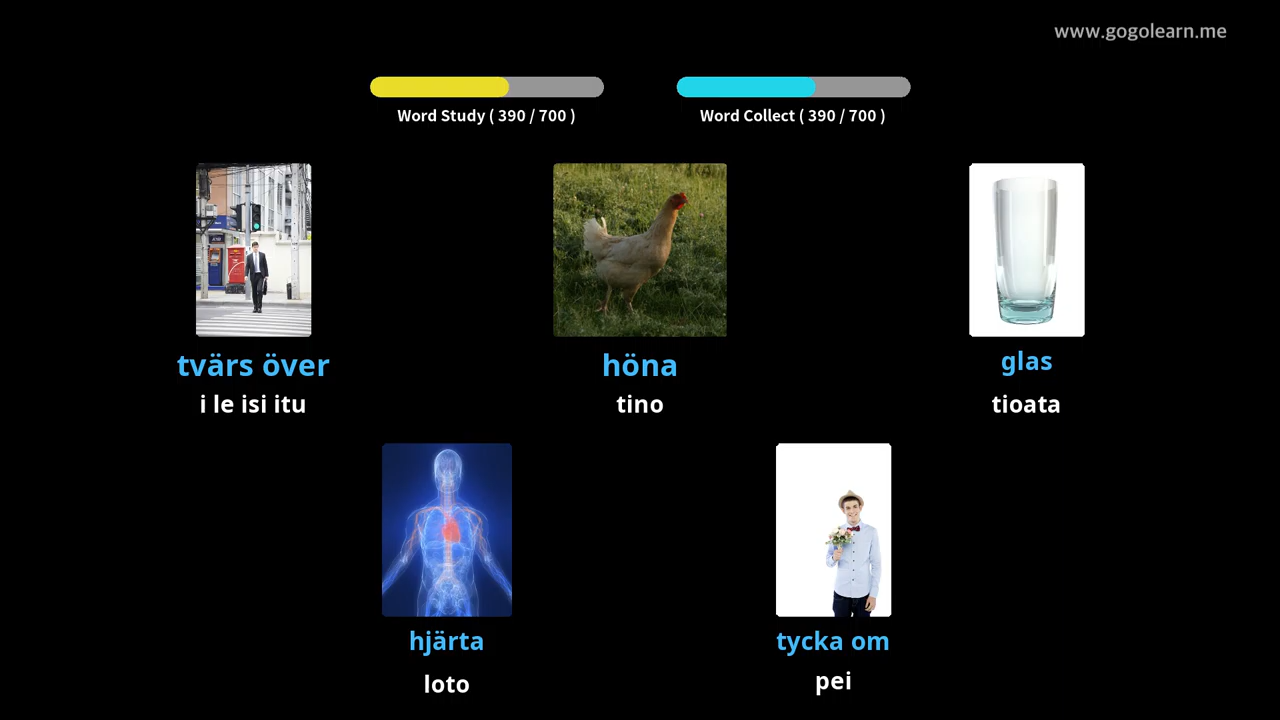 www.gogolearn.me
Word Study ( 390 / 700 )
Word Collect ( 390 / 700 )
tvärs över
i le isi itu
höna
tino
glas
tioata
hjärta
loto
tycka om
pei